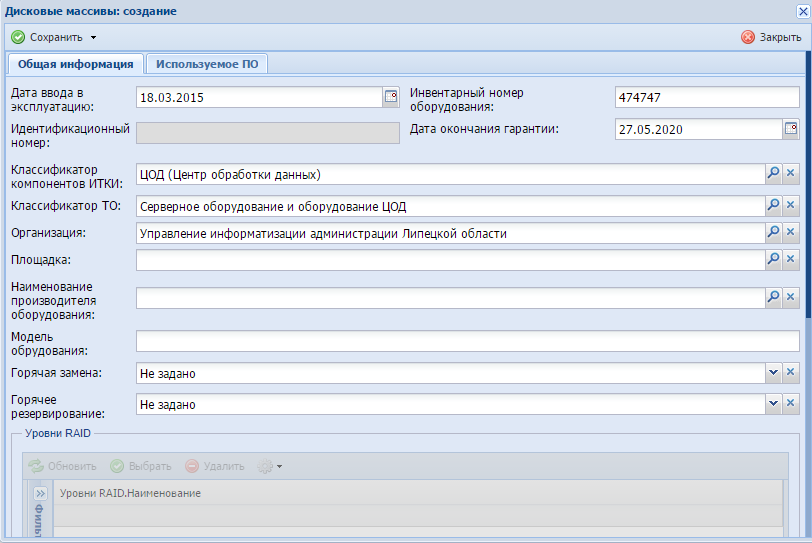 Дисковые массивы: создание
Сохранить
Закрыть
Общая информация
Используемое ПО
Дата ввода в
эксплуатацию:
18.03.2015
Инвентарный номер
оборудования:
474747
Идентификационный
номер:
Дата окончания гарантии:
27.05.2020
Классификатор
компонентов ИТКИ:
ЦОД (Центр обработки данных)
Классификатор ТО:
Серверное оборудование и оборудование ЦОД
Организация:
Управление информатизации администрации Липецкой области
Площадка:
Наименование
производителя
оборудования:
Модель
обрудования:
Горячая замена:
Не задано
Горячее
резервирование:
Не задано
Уровни RAID
Обновить
Выбрать
Удалить
Уровни RAID.Наименование
Фильт